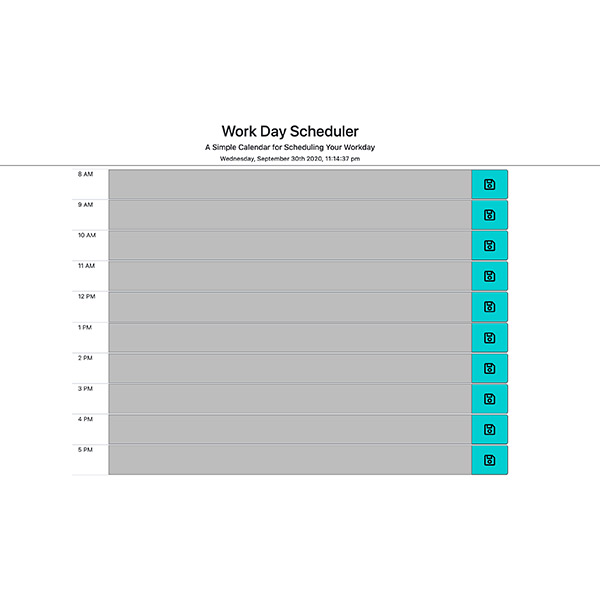 Work Day Scheduler
A Simple Calendar for Scheduling Your Workday
Wednesday, September 30th 2020, 11:14:37 pm
8 AM
9 AM
10 AM
11 AM
12 PM
1 PM
2 PM
3 PM
4 PM
5 PM